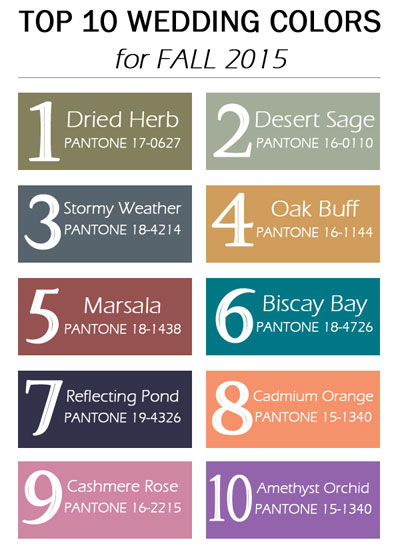 TOP 10 WEDDING COLORS
for FALL 2015
1 Dried Herb
PANTONE 17-0627
2 Desert Sage
PANTONE 16-0110
3 Stormy Weather
PANTONE 18-4214
4 Oak Buff
PANTONE 16-1144
5 Marsala
PANTONE 18-1438
6 Biscay Bay
PANTONE 18-4726
7 Reflecting Pond
PANTONE 19-4326
8 Cadmium Orange
PANTONE 15-1340
9 Cashmere Rose
PANTONE 16-2215
10 Amethyst Orchid
PANTONE 15-1340